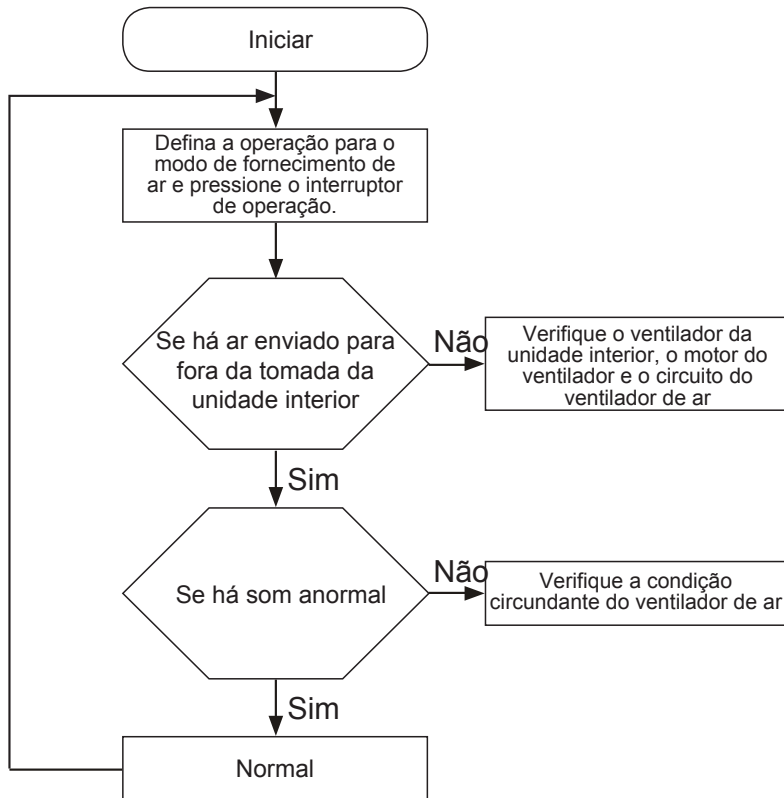 Iniciar
Defina a operação para o
modo de fornecimento de
ar e pressione o interruptor
de operação.
Se há ar enviado para
fora da tomada da
unidade interior
Não
Verifique o ventilador da
unidade interior, o motor do
ventilador e o circuito do
ventilador de ar
Sim
Se há som anormal
Não
Verifique a condição
circundante do ventilador de ar
Sim
Normal